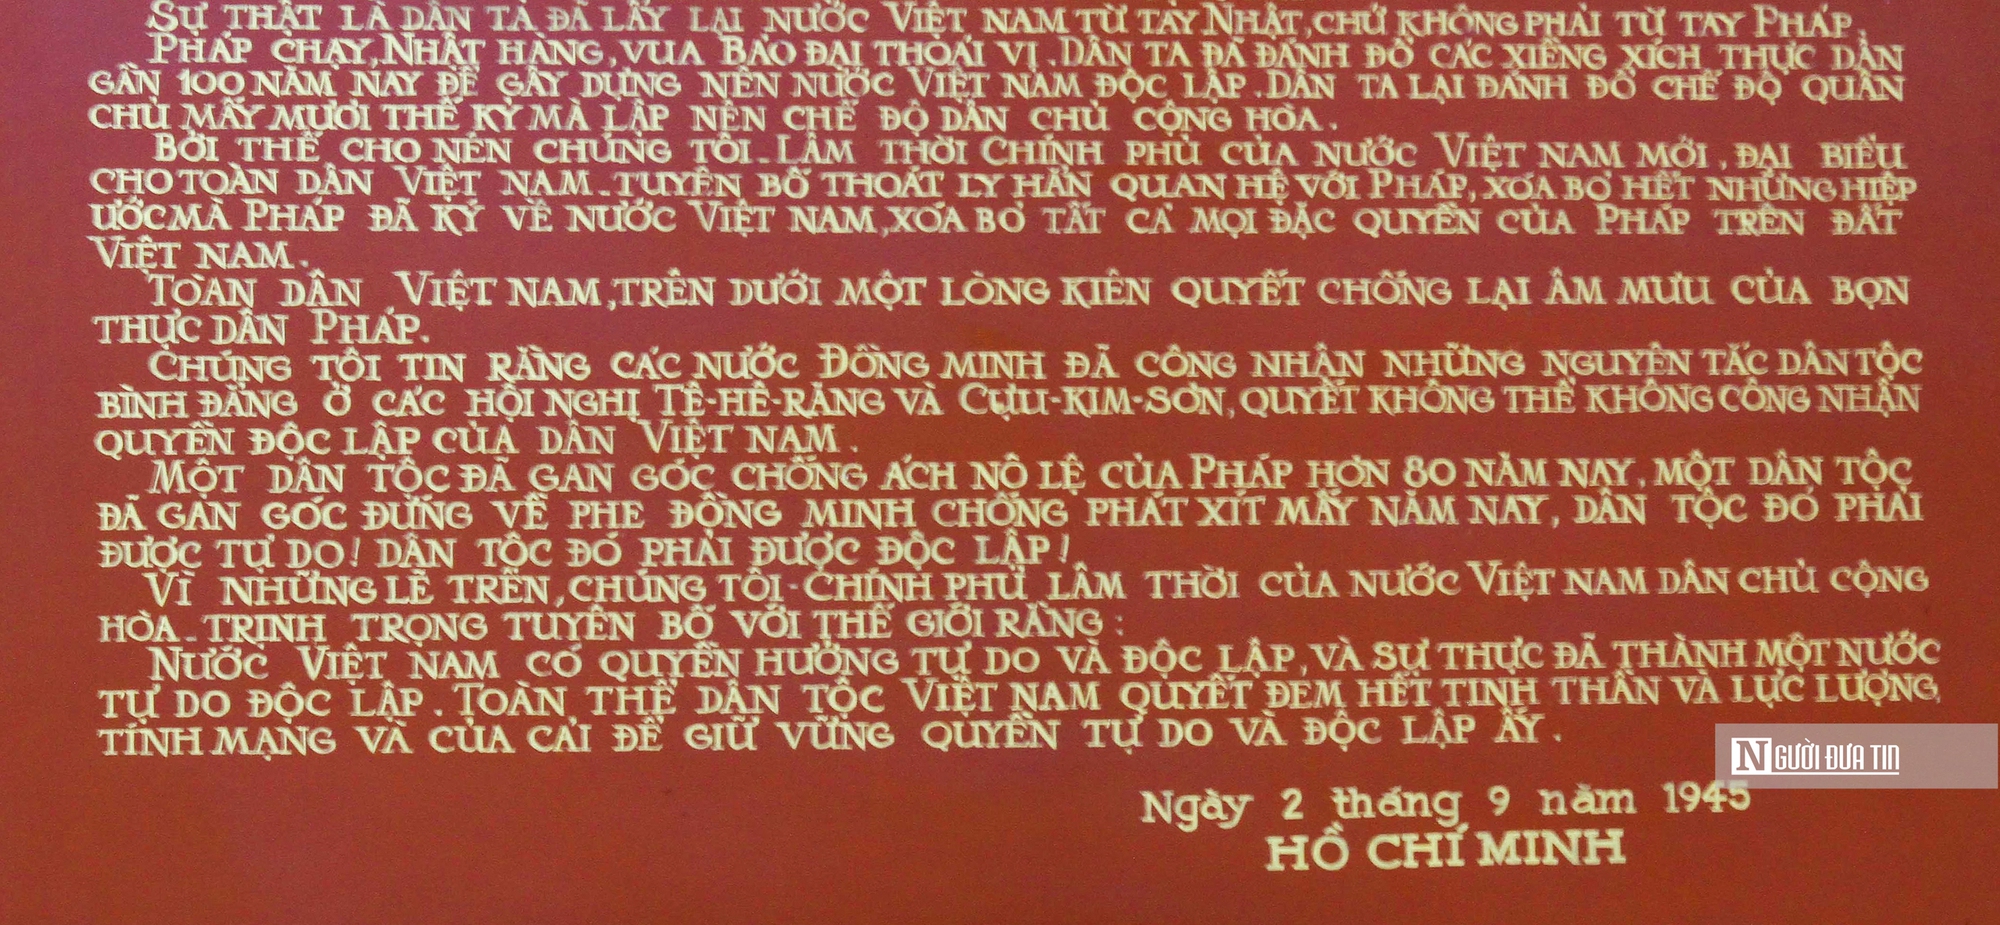 SỰ THẬT LÀ DÂN TA ĐÃ LẤY LẠI NƯỚC VIỆT NAM TỪ TAY NHẬT, CHỨ KHÔNG PHẢI TỪ TAY PHÁP.
PHÁP CHẠY, NHẬT HÀNG, VUA BẢO ĐẠI THOÁI VỊ. DÂN TA ĐÃ ĐÁNH ĐỔ CÁC XIỀNG XÍCH THỰC DÂN
GẦN 100 NĂM NAY ĐỂ GÂY DỰNG NÊN NƯỚC VIỆT NAM ĐỘC LẬP. DÂN TA LẠI ĐÁNH ĐỔ CHẾ ĐỘ QUÂN
CHỦ MẤY MƯƠI THẾ KỶ MÀ LẬP NÊN CHẾ ĐỘ DÂN CHỦ CỘNG HÒA.
BỞI THẾ CHO NÊN CHÚNG TÔI-LÂM THỜI CHÍNH PHỦ CỦA NƯỚC VIỆT NAM MỚI, ĐẠI BIỂU
CHO TOÀN DÂN VIỆT NAM-TUYÊN BỐ THOÁT LY HẲN QUAN HỆ VỚI PHÁP, XÓA BỎ HẾT NHỮNG HIỆP
ƯỚC MÀ PHÁP ĐÃ KÝ VỀ NƯỚC VIỆT NAM, XÓA BỎ TẤT CẢ MỌI ĐẶC QUYỀN CỦA PHÁP TRÊN ĐẤT
VIỆT NAM.
TOÀN DÂN VIỆT NAM, TRÊN DƯỚI MỘT LÒNG KIÊN QUYẾT CHỐNG LẠI ÂM MƯU CỦA BỌN
THỰC DÂN PHÁP.
CHÚNG TÔI TIN RẰNG CÁC NƯỚC ĐỒNG MINH ĐÃ CÔNG NHẬN NHỮNG NGUYÊN TẮC DÂN TỘC
BÌNH ĐẲNG Ở CÁC HỘI NGHỊ TÊ-HÊ-RĂNG VÀ CỰU-KIM-SƠN, QUYẾT KHÔNG THỂ KHÔNG CÔNG NHẬN
QUYỀN ĐỘC LẬP CỦA DÂN VIỆT NAM.
MỘT DÂN TỘC ĐÃ GAN GÓC CHỐNG ÁCH NÔ LỆ CỦA PHÁP HƠN 80 NĂM NAY, MỘT DÂN TỘC
ĐÃ GAN GÓC ĐỨNG VỀ PHE ĐỒNG MINH CHỐNG PHÁT XÍT MẤY NĂM NAY, DÂN TỘC ĐÓ PHẢI
ĐƯỢC TỰ DO! DÂN TỘC ĐÓ PHẢI ĐƯỢC ĐỘC LẬP!
VÌ NHỮNG LẼ TRÊN, CHÚNG TÔI-CHÍNH PHỦ LÂM THỜI CỦA NƯỚC VIỆT NAM DÂN CHỦ CỘNG
HÒA-TRỊNH TRỌNG TUYÊN BỐ VỚI THẾ GIỚI RẰNG:
NƯỚC VIỆT NAM CÓ QUYỀN HƯỞNG TỰ DO VÀ ĐỘC LẬP, VÀ SỰ THỰC ĐÃ THÀNH MỘT NƯỚC
TỰ DO ĐỘC LẬP. TOÀN THỂ DÂN TỘC VIỆT NAM QUYẾT ĐEM HẾT TINH THẦN VÀ LỰC LƯỢNG,
TÍNH MẠNG VÀ CỦA CẢI ĐỂ GIỮ VỮNG QUYỀN TỰ DO VÀ ĐỘC LẬP ẤY.
NGƯỜI ĐƯA TIN
Ngày 2 tháng 9 năm 1945
HỒ CHÍ MINH